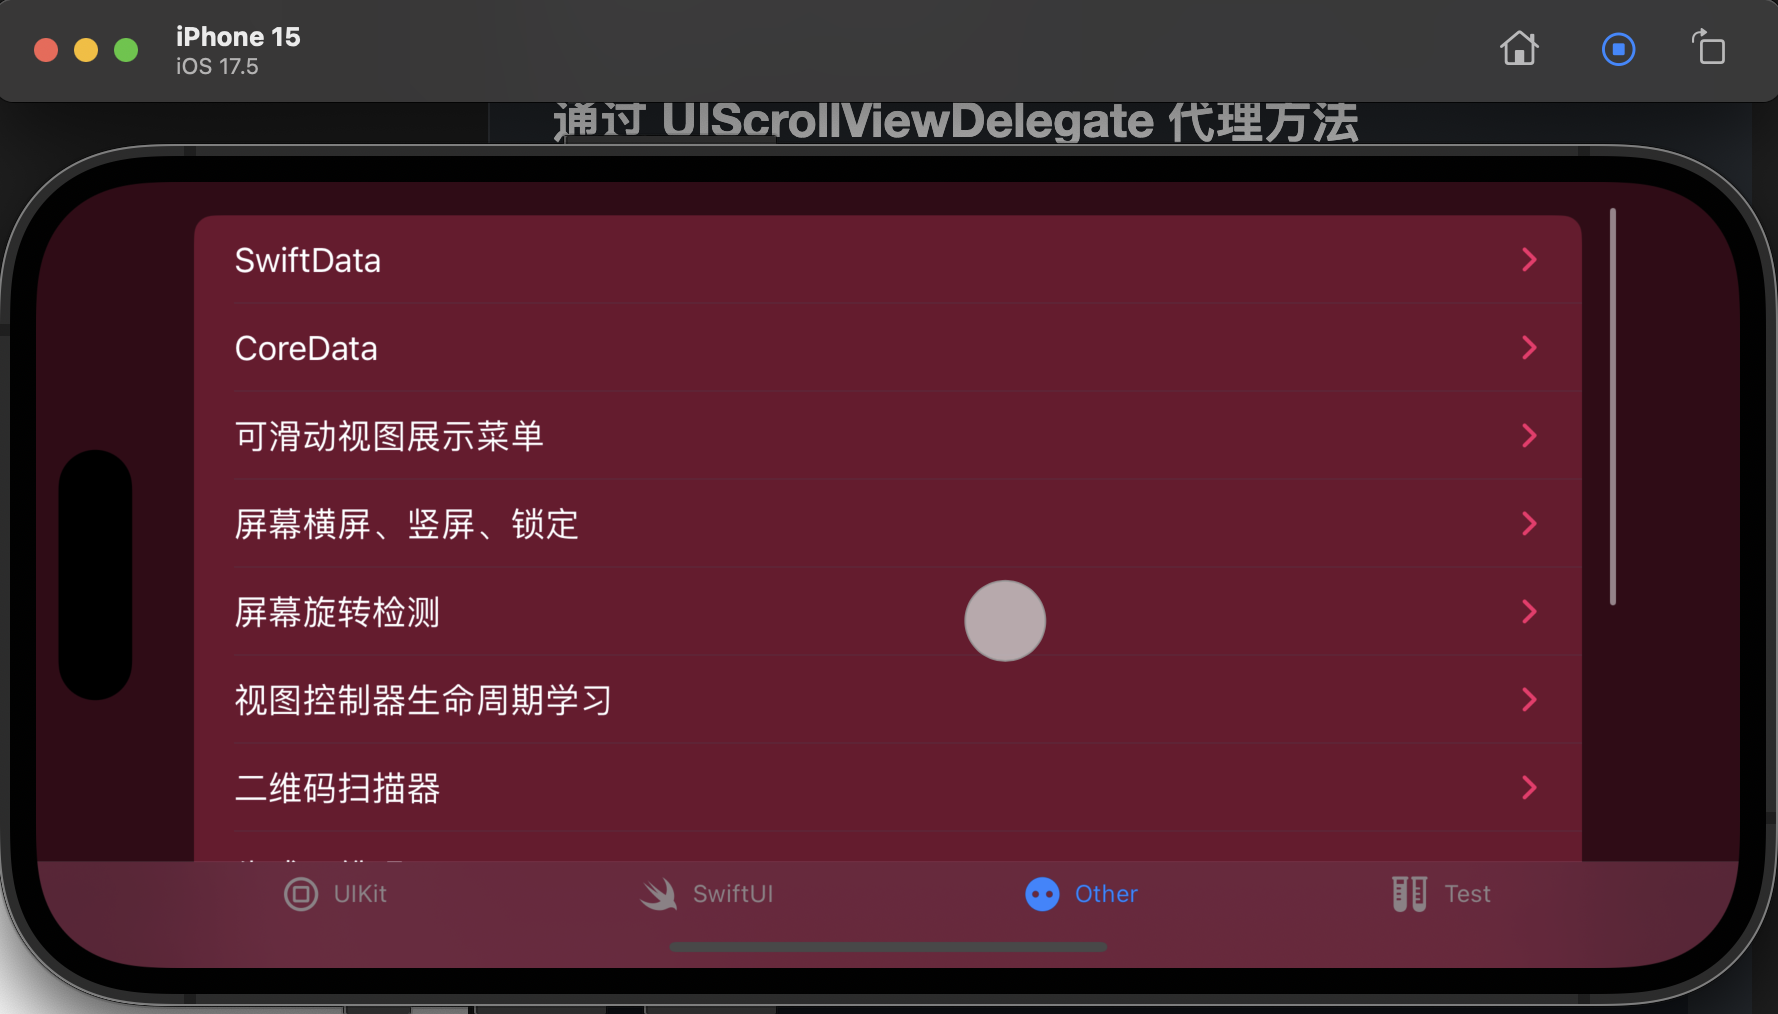 iPhone 15
iOS 17.5
通过 UIScrollViewDelegate 代理方法
SwiftData
CoreData
可滑动视图展示菜单
屏幕横屏、竖屏、锁定
屏幕旋转检测
视图控制器生命周期学习
二维码扫描器
UIKit
SwiftUI
Other
Test